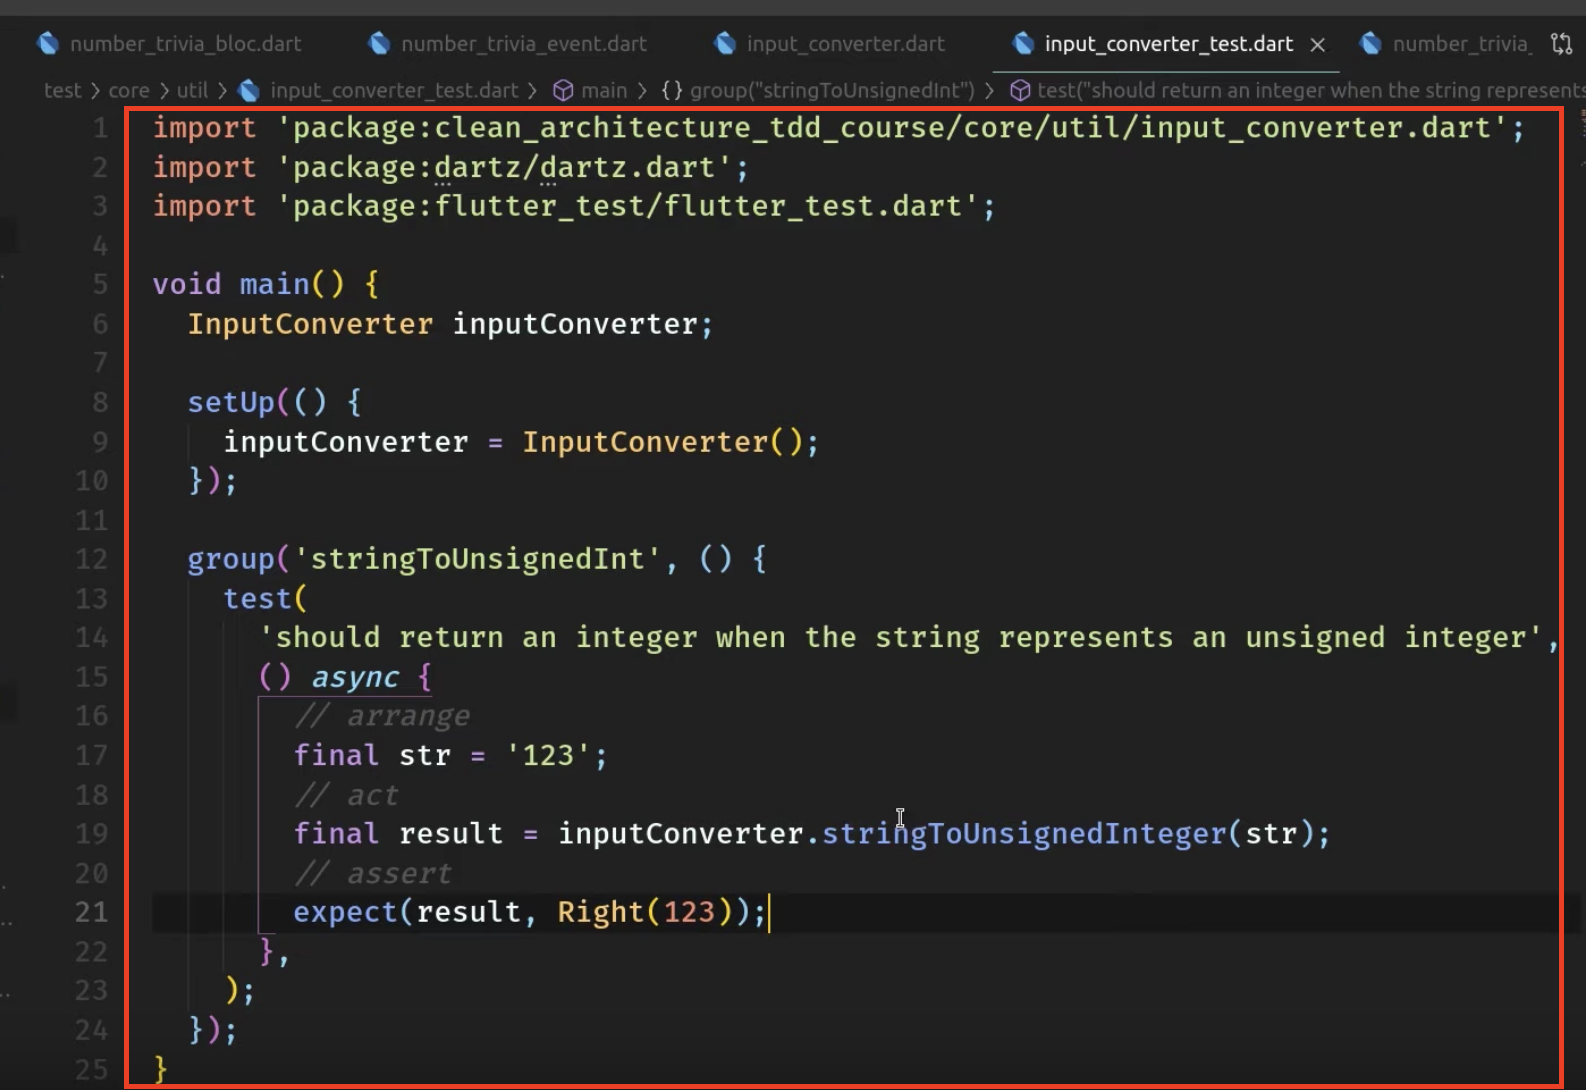 number_trivia_bloc.dart number_trivia_event.dart input_converter.dart input_converter_test.dart number_trivia_
test > core > util > input_converter_test.dart > main > {} group("stringToUnsignedInt") > test("should return an integer when the string represents
1 import 'package:clean_architecture_tdd_course/core/util/input_converter.dart';
2 import 'package:dartz/dartz.dart';
3 import 'package:flutter_test/flutter_test.dart';
4
5 void main() {
6   InputConverter inputConverter;
7
8   setUp(() {
9     inputConverter = InputConverter();
10   });
11
12   group('stringToUnsignedInt', () {
13     test(
14       'should return an integer when the string represents an unsigned integer',
15       () async {
16         // arrange
17         final str = '123';
18         // act
19         final result = inputConverter.stringToUnsignedInteger(str);
20         // assert
21         expect(result, Right(123));
22       },
23     );
24   });
25 }